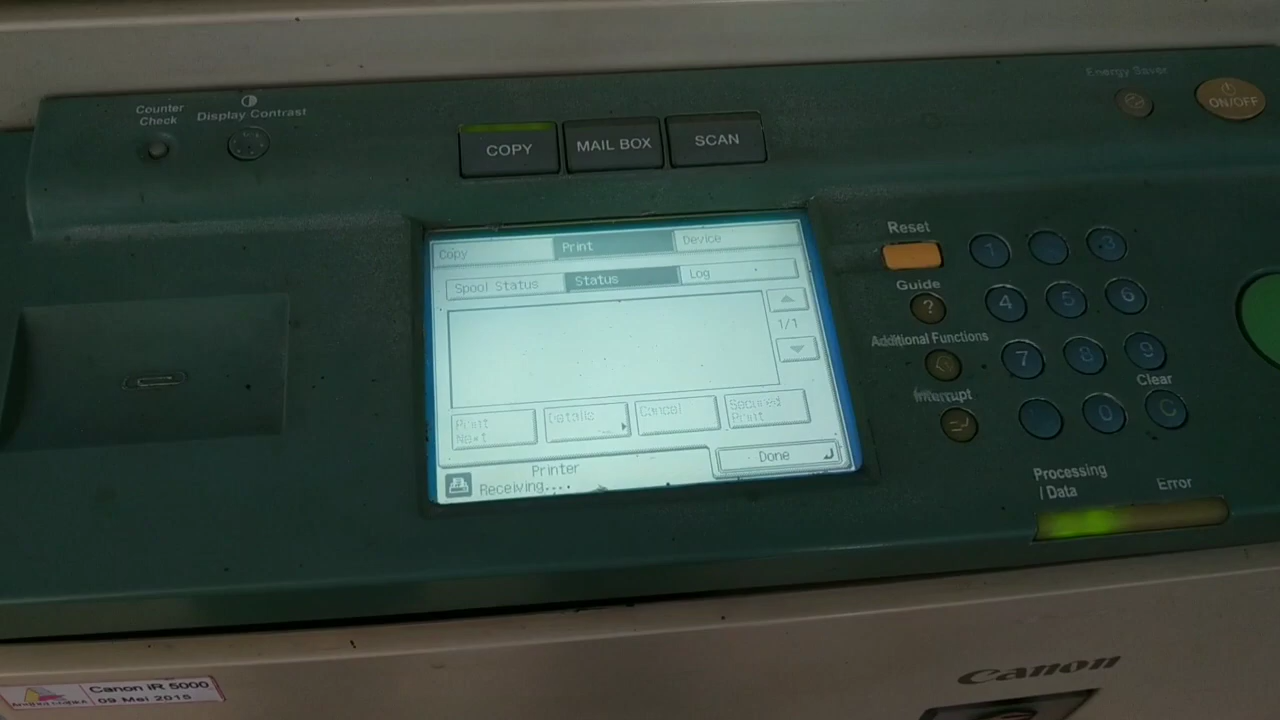 Counter
Check
Display Contrast
COPY
MAIL BOX
SCAN
Energy Saver
ON/OFF
Copy
Print
Device
Spool Status
Status
Log
1/1
Print
Next
Details
Cancel
Secured
Print
Done
Printer
Receiving....
Reset
Guide
?
Additional Functions
Interrupt
1
3
4
5
6
7
8
9
Clear
0
C
Processing
/ Data
Error
Canon
Canon iR 5000
09 Mei 2015